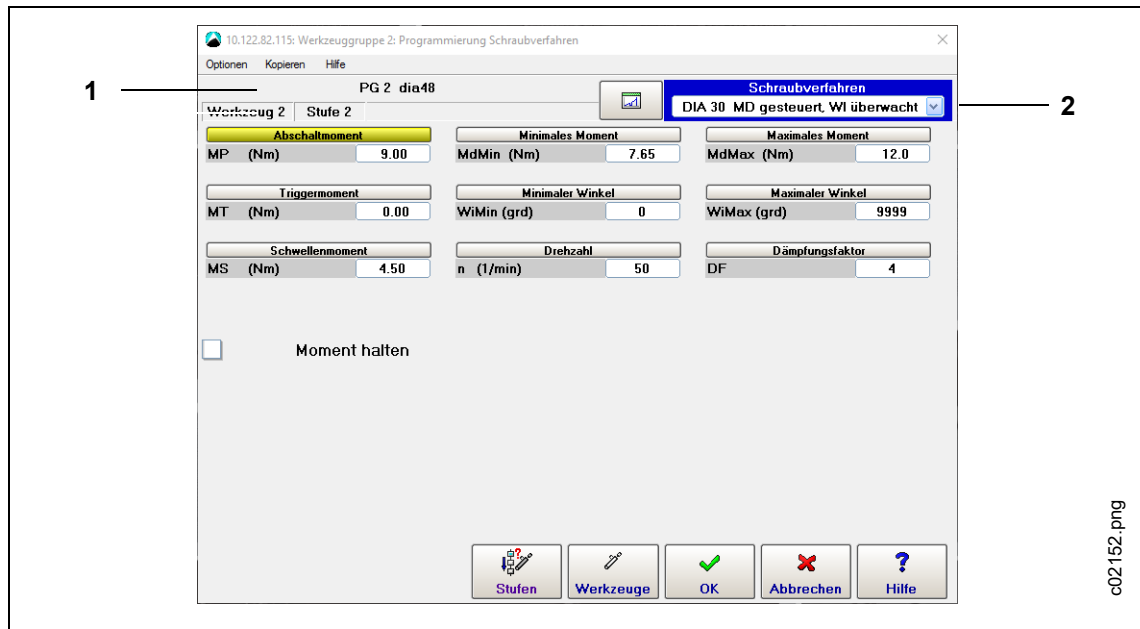 10.122.82.115: Werkzeuggruppe 2: Programmierung Schraubverfahren
Optionen Kopieren Hilfe
1
PG 2 dia48
Schraubverfahren
2
Werkzeug 2 Stufe 2
DIA 30 MD gesteuert, WI überwacht
Abschaltmoment Minimales Moment Maximales Moment
MP (Nm) 9.00 MdMin (Nm) 7.65 MdMax (Nm) 12.0
Triggermoment Minimaler Winkel Maximaler Winkel
MT (Nm) 0.00 WiMin (grd) 0 WiMax (grd) 9999
Schwellenmoment Drehzahl Dämpfungsfaktor
MS (Nm) 4.50 n (1/min) 50 DF 4
Moment halten
Stufen Werkzeuge OK Abbrechen Hilfe
c02152.png